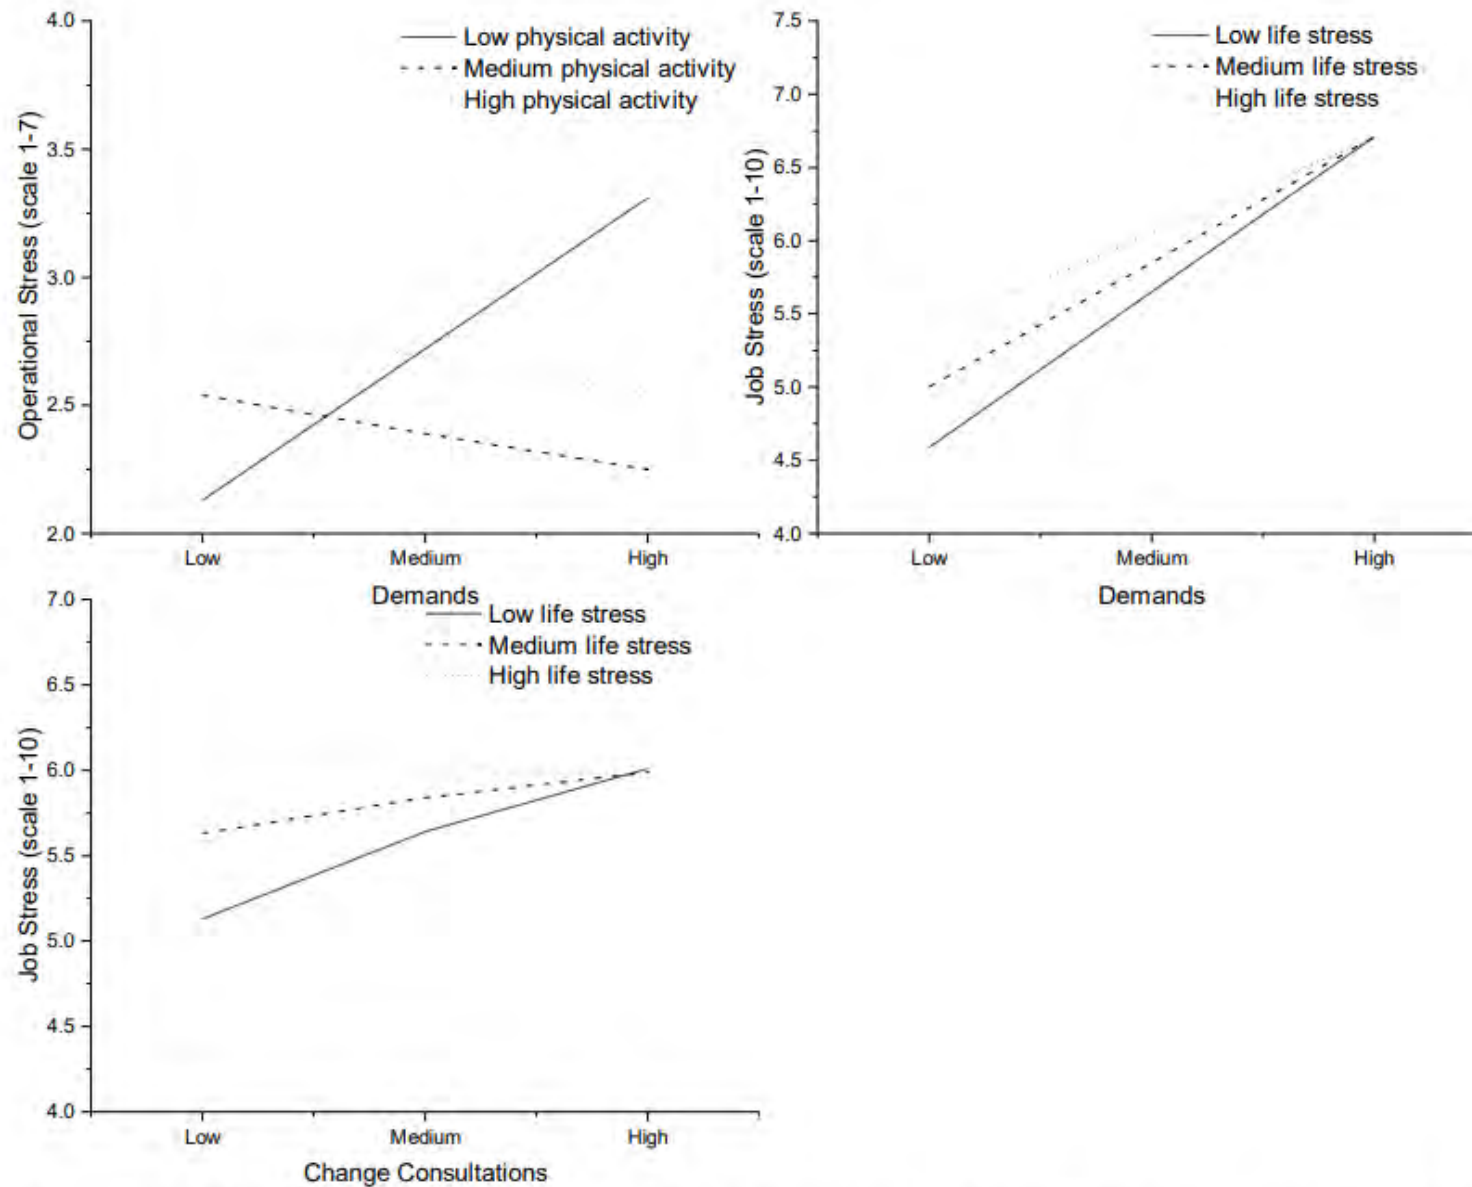 4.0
3.5
3.0
2.5
2.0
Operational Stress (scale 1-7)
Low physical activity
Medium physical activity
High physical activity
Low
Medium
High
Demands
7.5
7.0
6.5
6.0
5.5
5.0
4.5
4.0
Job Stress (scale 1-10)
Low life stress
Medium life stress
High life stress
Low
Medium
High
Demands
7.0
6.5
6.0
5.5
5.0
4.5
4.0
Job Stress (scale 1-10)
Low life stress
Medium life stress
High life stress
Low
Medium
High
Change Consultations